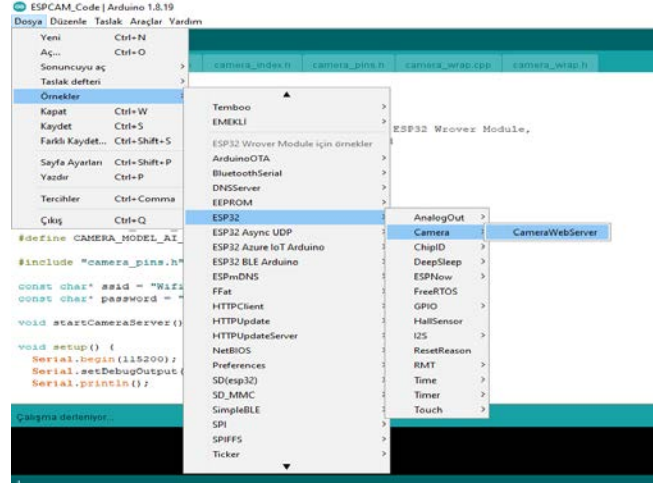 ESPCAM_Code | Arduino 1.8.19
Dosya Düzenle Taslak Araçlar Yardım
Yeni Ctrl+N
Aç... Ctrl+O
Sonuncuyu aç
Taslak defteri
Örnekler
Kapat Ctrl+W
Kaydet Ctrl+S
Farklı Kaydet... Ctrl+Shift+S
Sayfa Ayarları Ctrl+Shift+P
Yazdır Ctrl+P
Tercihler Ctrl+Comma
Çıkış Ctrl+Q
camera_index.h camera_pins.h camera_wrap.cpp camera_wrap.h
ESP32 Wrover Module,
Temboo
EMEKLİ
ESP32 Wrover Module için örnekler
ArduinoOTA
BluetoothSerial
DNSServer
EEPROM
ESP32
ESP32 Async UDP
ESP32 Azure IoT Arduino
ESP32 BLE Arduino
ESPmDNS
FFat
HTTPClient
HTTPUpdate
HTTPUpdateServer
NetBIOS
Preferences
SD(esp32)
SD_MMC
SimpleBLE
SPI
SPIFFS
Ticker
AnalogOut
Camera
ChipID
DeepSleep
ESPNow
FreeRTOS
GPIO
HallSensor
I2S
ResetReason
RMT
Time
Timer
Touch
CameraWebServer
#define CAMERA_MODEL_AI_
#include "camera_pins.h"
const char* ssid = "Wifi
const char* password = "
void startCameraServer()
void setup() {
Serial.begin(115200);
Serial.setDebugOutput(
Serial.println();
Çalışma derleniyor...